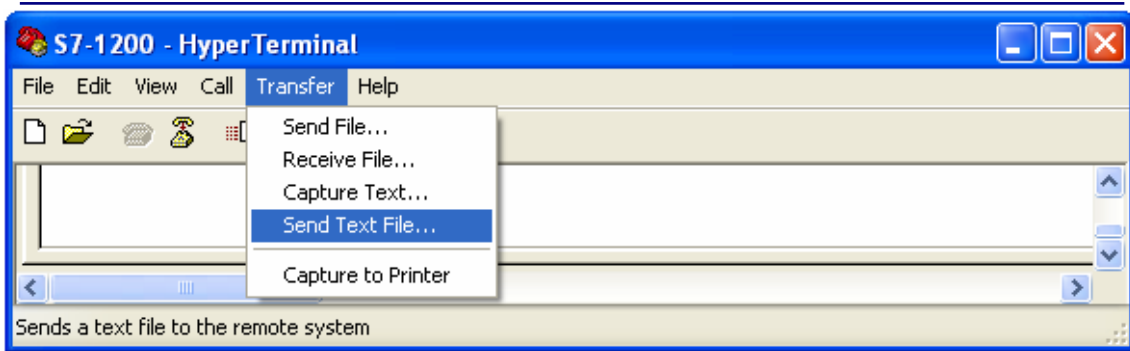 S7-1200 - HyperTerminal
File Edit View Call Transfer Help
Send File...
Receive File...
Capture Text...
Send Text File...
Capture to Printer
Sends a text file to the remote system